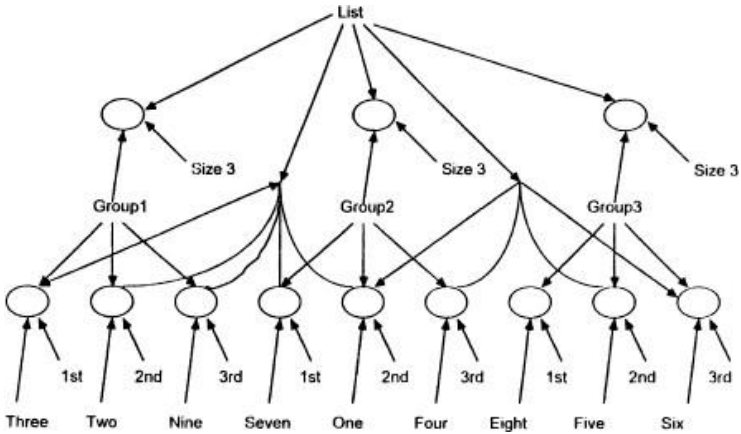 List
Size 3 Size 3 Size 3
Group1 Group2 Group3
1st 2nd 3rd 1st 2nd 3rd 1st 2nd 3rd
Three Two Nine Seven One Four Eight Five Six